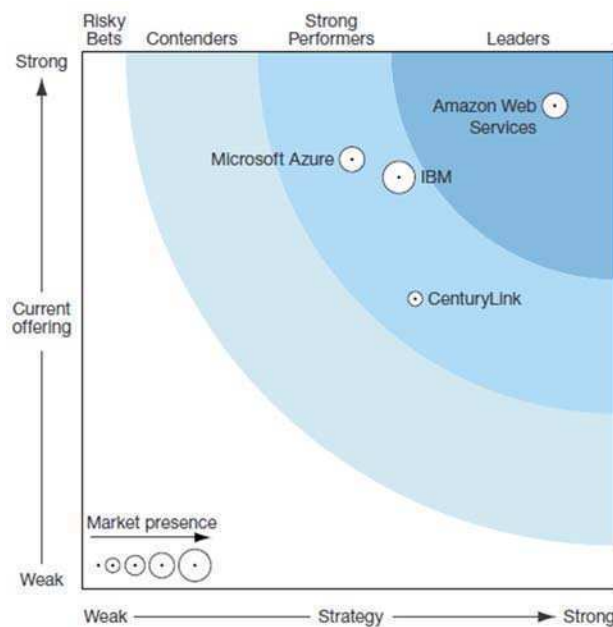 Risky
Bets
Contenders
Strong
Performers
Leaders
Strong
Amazon Web
Services
Microsoft Azure
IBM
CenturyLink
Current
offering
Market presence
Weak
Weak
Strategy
Strong